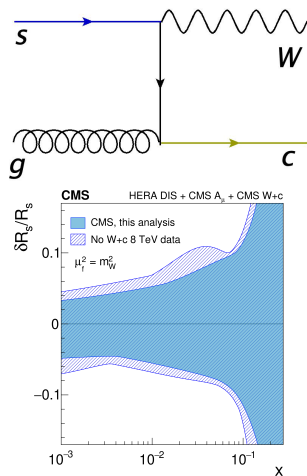 s
W
g
c
CMS HERA DIS + CMS A_μ + CMS W+c
δR_s/R_s
CMS, this analysis
No W+c 8 TeV data
μ_f^2 = m_W^2
0.1
0
−0.1
10^−3 10^−2 10^−1
x